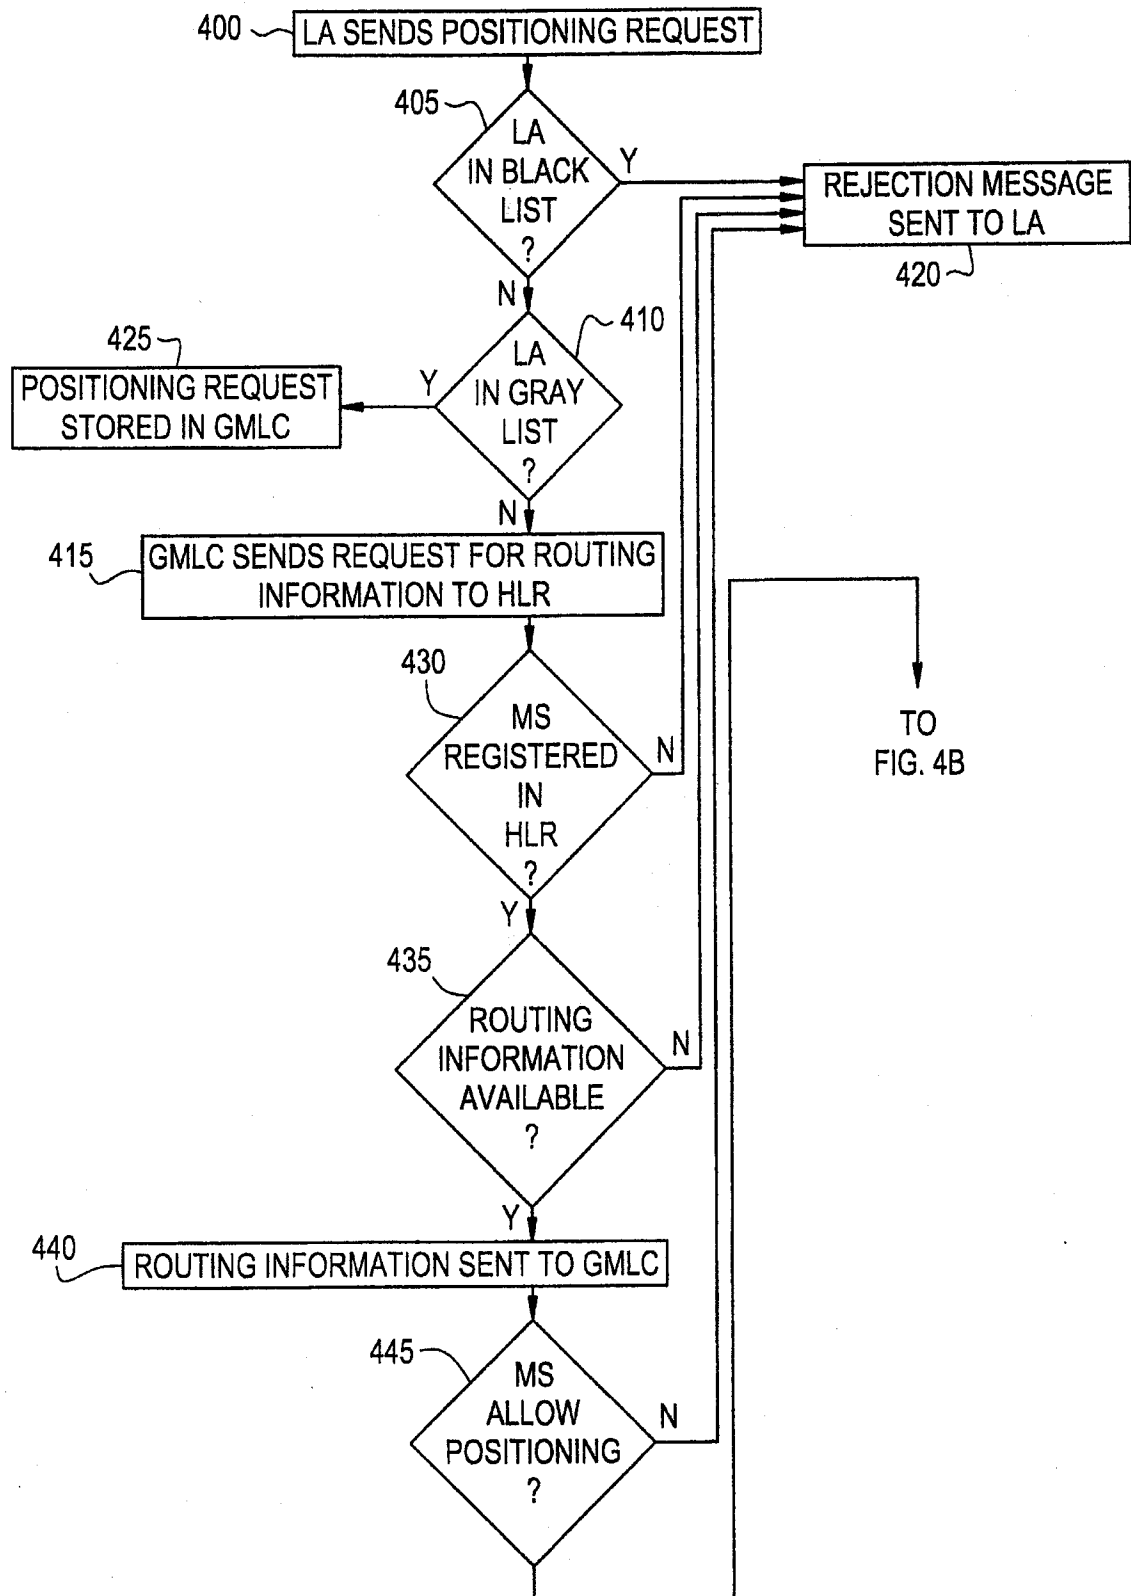 400
LA SENDS POSITIONING REQUEST
405
LA
IN BLACK
LIST
?
Y
REJECTION MESSAGE
SENT TO LA
420
N
410
LA
IN GRAY
LIST
?
Y
425
POSITIONING REQUEST
STORED IN GMLC
N
415
GMLC SENDS REQUEST FOR ROUTING
INFORMATION TO HLR
430
MS
REGISTERED
IN
HLR
?
N
TO
FIG. 4B
Y
435
ROUTING
INFORMATION
AVAILABLE
?
N
Y
440
ROUTING INFORMATION SENT TO GMLC
445
MS
ALLOW
POSITIONING
?
N